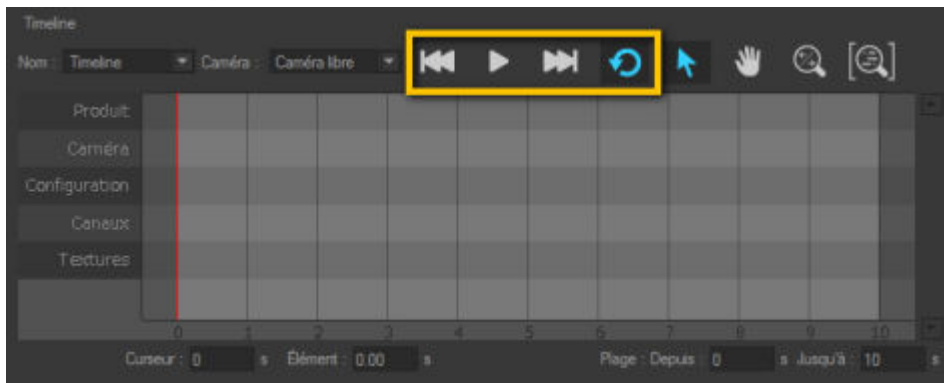 Timeline
Nom : Timeline Caméra : Caméra libre
Produit
Caméra
Configuration
Canaux
Textures
0 1 2 3 4 5 6 7 8 9 10
Curseur : 0 s Élément : 0.00 s Plage : Depuis 0 s Jusqu'à : 10 s